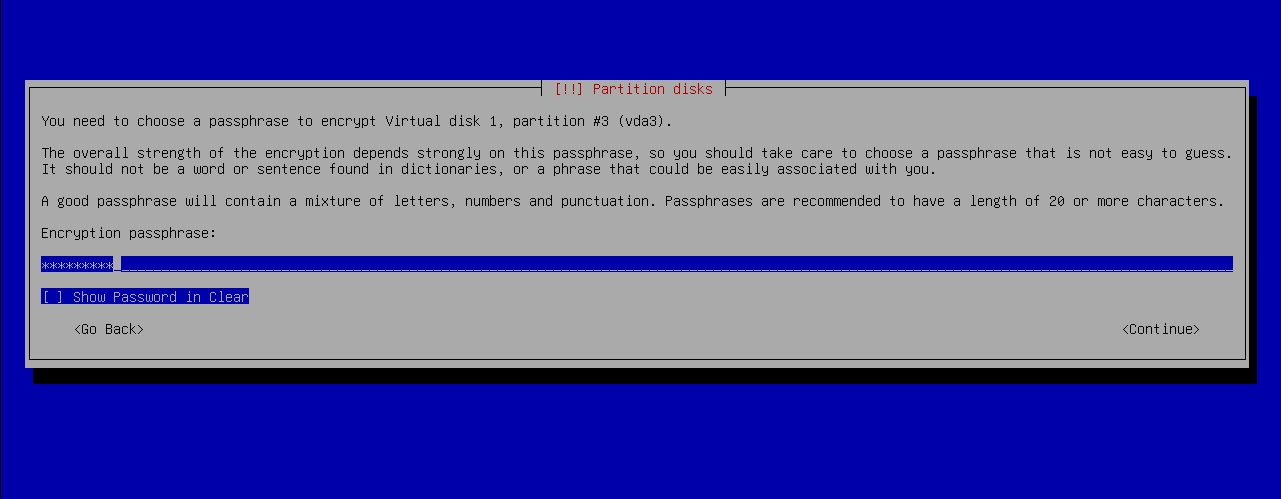 [!!] Partition disks
You need to choose a passphrase to encrypt Virtual disk 1, partition #3 (vda3).
The overall strength of the encryption depends strongly on this passphrase, so you should take care to choose a passphrase that is not easy to guess.
It should not be a word or sentence found in dictionaries, or a phrase that could be easily associated with you.
A good passphrase will contain a mixture of letters, numbers and punctuation. Passphrases are recommended to have a length of 20 or more characters.
Encryption passphrase:
*********
[ ] Show Password in Clear
<Go Back> <Continue>